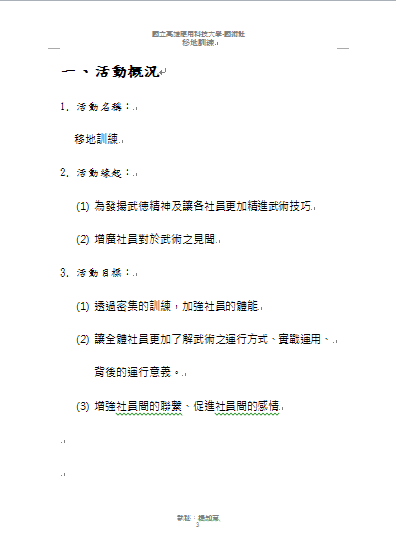 國立高雄應用科技大學-國術社
移地訓練
一、活動概況
1. 活動名稱：
移地訓練
2. 活動緣起：
(1) 為發揚武德精神及讓各社員更加精進武術技巧
(2) 增廣社員對於武術之見聞
3. 活動目標：
(1) 透過密集的訓練，加強社員的體能
(2) 讓全體社員更加了解武術之運行方式、實戰運用、
背後的運行意義。
(3) 增強社員間的聯繫、促進社員間的感情
3